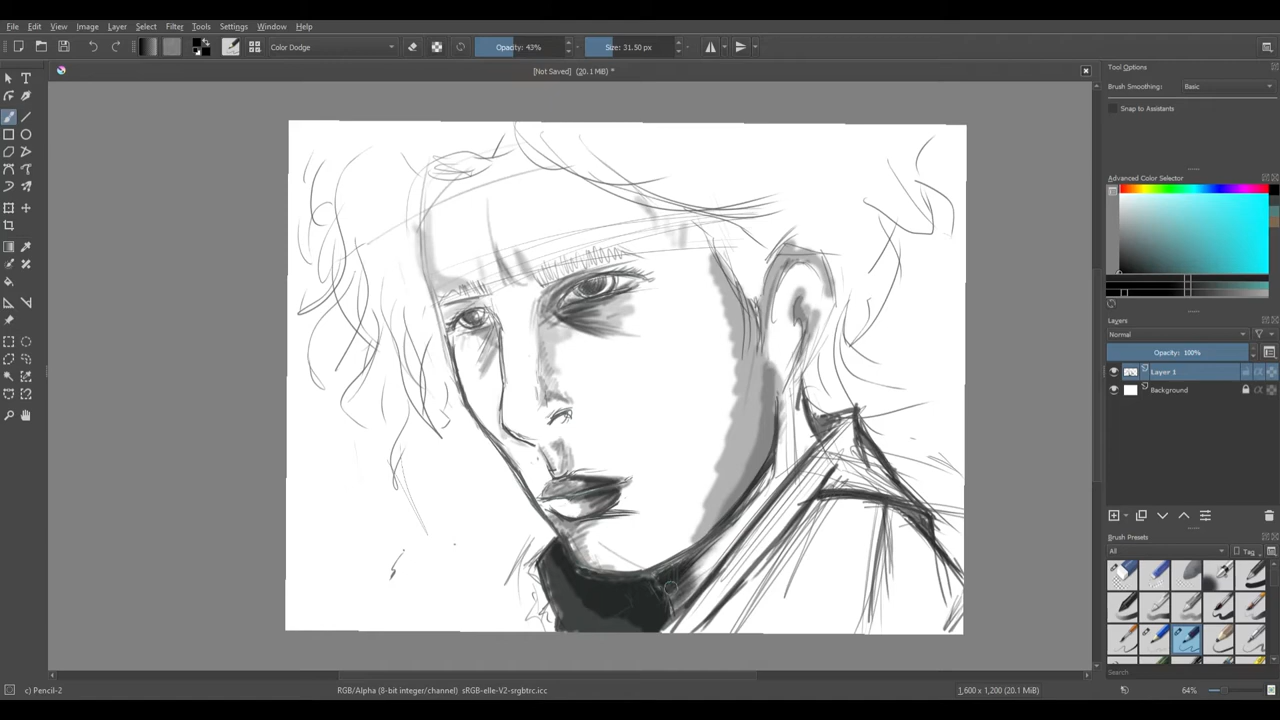 File Edit View Image Layer Select Filter Tools Settings Window Help
Color Dodge Opacity: 43% Size: 31.50 px
[Not Saved] (20.1 MiB) *
Tool Options
Brush Smoothing: Basic
Snap to Assistants
Advanced Color Selector
Layers
Normal
Opacity: 100%
Layer 1
Background
Brush Presets
All Tag
Search
c) Pencil-2 RGB/Alpha (8-bit integer/channel) sRGB-elle-V2-srgbtrc.icc 1,600 x 1,200 (20.1 MiB) 64%